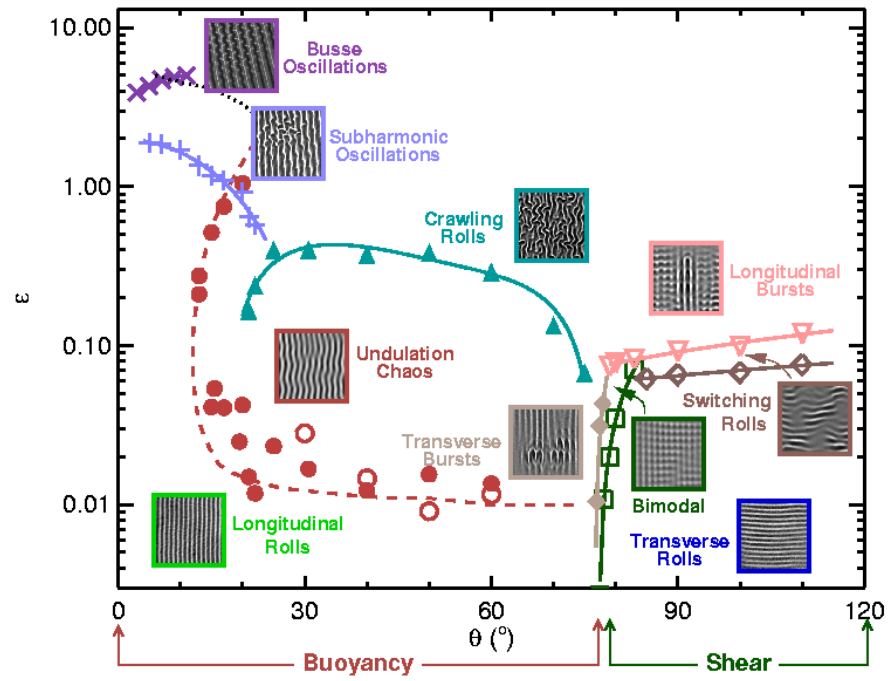 10.00
Busse
Oscillations
Subharmonic
Oscillations
1.00
Crawling
Rolls
ε
Longitudinal
Bursts
0.10
Undulation
Chaos
Switching
Rolls
Transverse
Bursts
Bimodal
0.01
Longitudinal
Rolls
Transverse
Rolls
0
30
60
90
120
θ (°)
Buoyancy
Shear